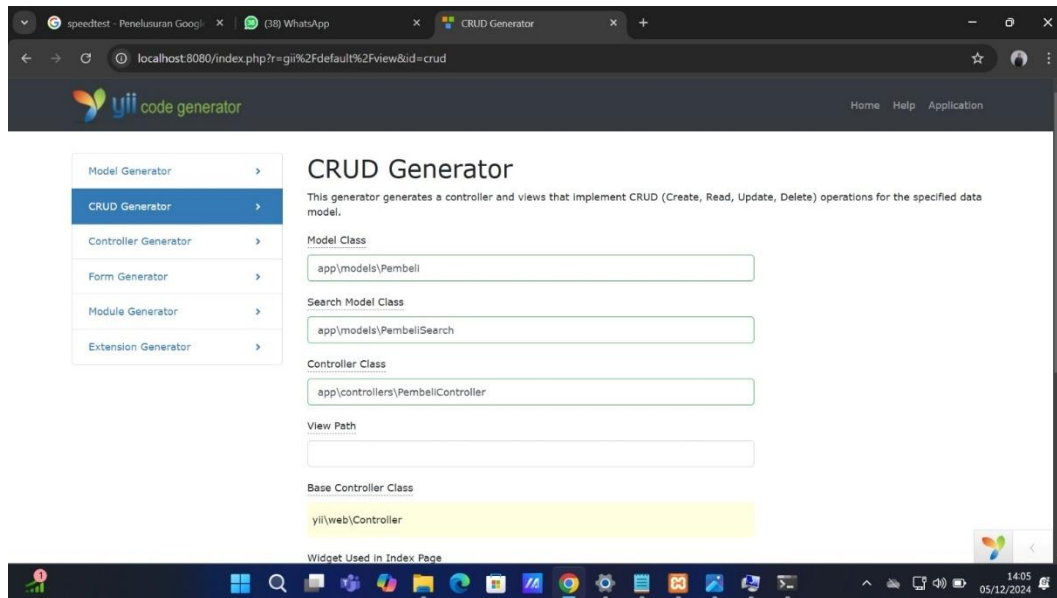 speedtest - Penelusuran Googl
(38) WhatsApp
CRUD Generator
localhost:8080/index.php?r=gii%2Fdefault%2Fview&id=crud
yii code generator
Home Help Application
Model Generator
CRUD Generator
Controller Generator
Form Generator
Module Generator
Extension Generator
CRUD Generator
This generator generates a controller and views that implement CRUD (Create, Read, Update, Delete) operations for the specified data
model.
Model Class
app\models\Pembeli
Search Model Class
app\models\PembeliSearch
Controller Class
app\controllers\PembeliController
View Path
Base Controller Class
yii\web\Controller
Widget Used in Index Page
1
14:05
05/12/2024